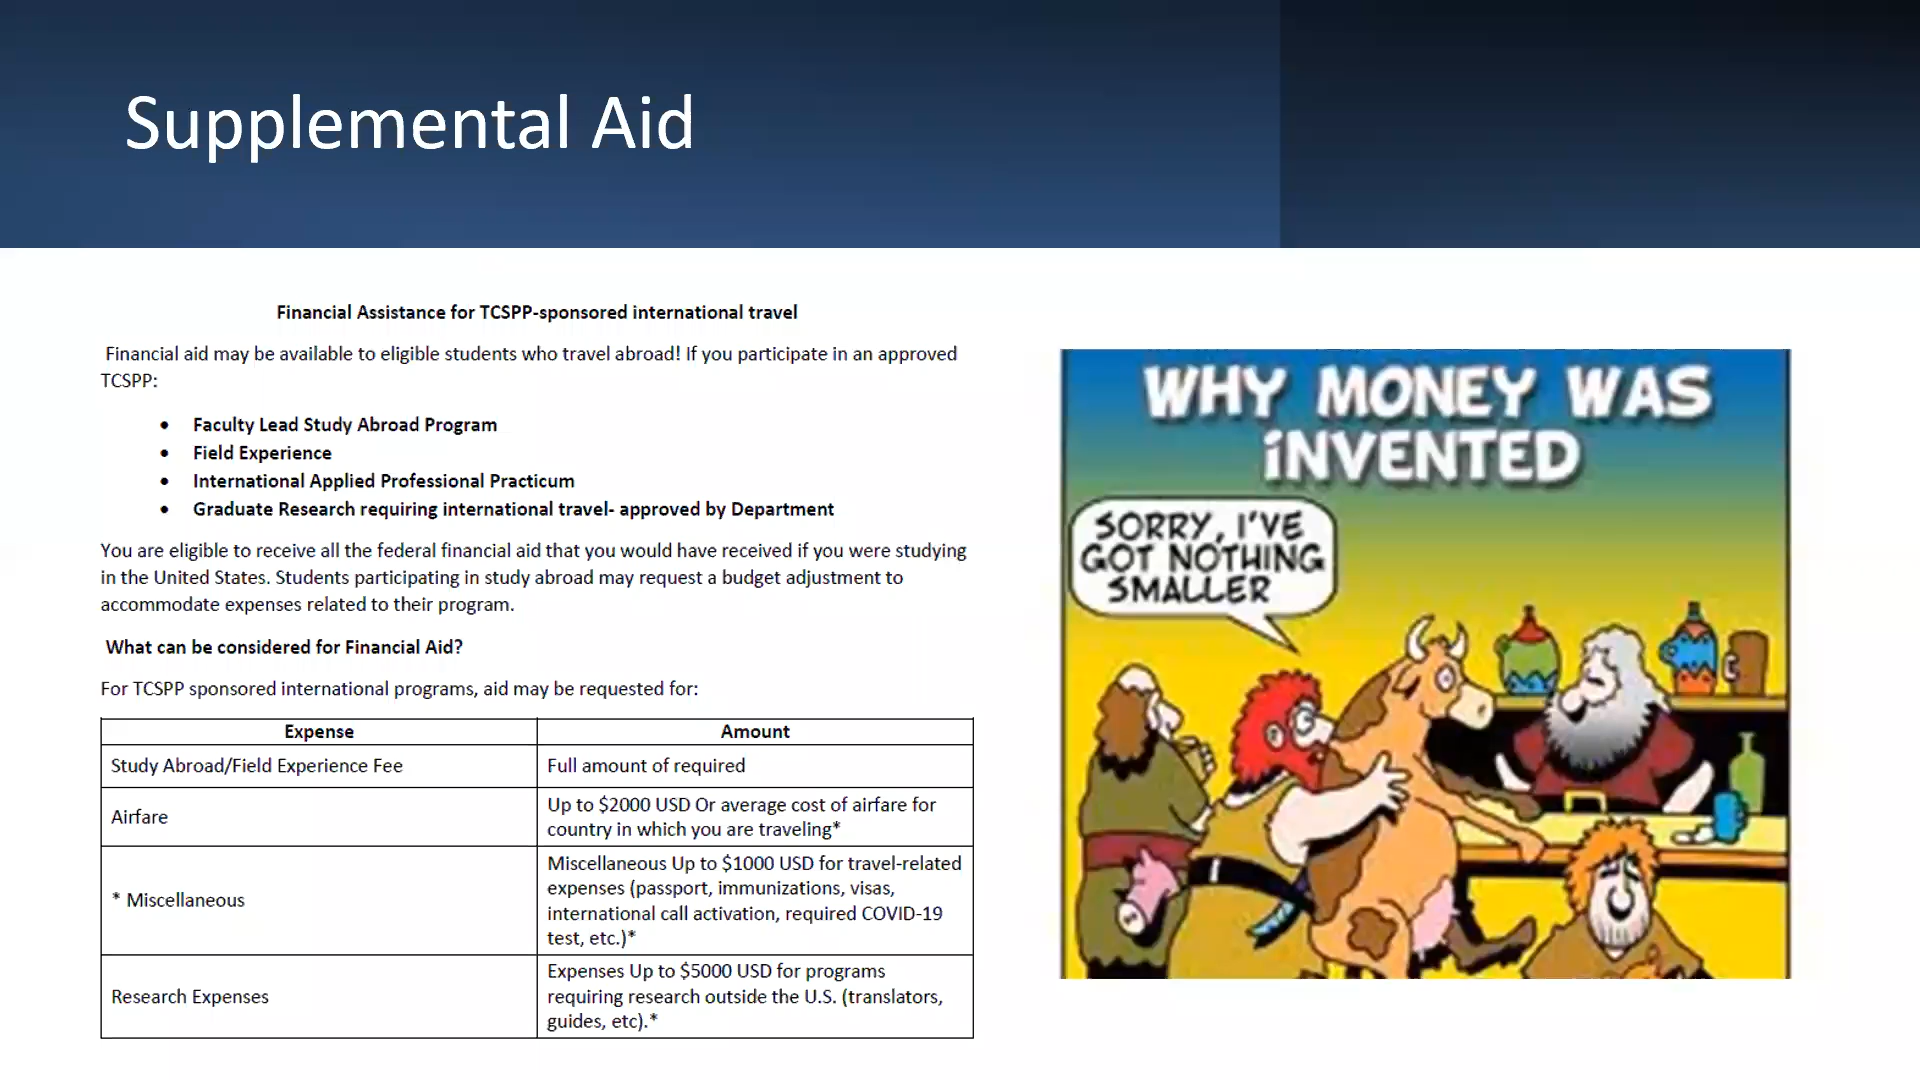 Supplemental Aid
Financial Assistance for TCSPP-sponsored international travel
Financial aid may be available to eligible students who travel abroad! If you participate in an approved
TCSPP:
• Faculty Lead Study Abroad Program
• Field Experience
• International Applied Professional Practicum
• Graduate Research requiring international travel- approved by Department
You are eligible to receive all the federal financial aid that you would have received if you were studying
in the United States. Students participating in study abroad may request a budget adjustment to
accommodate expenses related to their program.
What can be considered for Financial Aid?
For TCSPP sponsored international programs, aid may be requested for:
Expense Amount
Study Abroad/Field Experience Fee Full amount of required
Airfare
Up to $2000 USD Or average cost of airfare for
country in which you are traveling*
* Miscellaneous
Miscellaneous Up to $1000 USD for travel-related
expenses (passport, immunizations, visas,
international call activation, required COVID-19
test, etc.)*
Research Expenses
Expenses Up to $5000 USD for programs
requiring research outside the U.S. (translators,
guides, etc).*
WHY MONEY WAS
iNVENTED
SORRY, I'VE
GOT NOTHING
SMALLER